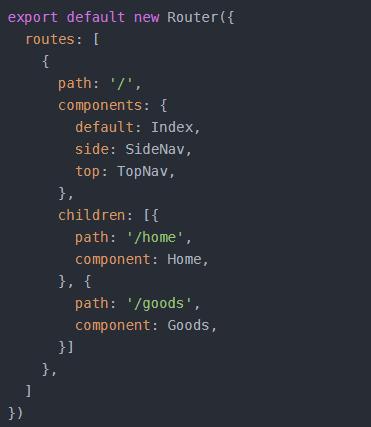 export default new Router({
  routes: [
    {
      path: '/',
      components: {
        default: Index,
        side: SideNav,
        top: TopNav,
      },
      children: [{
        path: '/home',
        component: Home,
      }, {
        path: '/goods',
        component: Goods,
      }]
    },
  ]
})